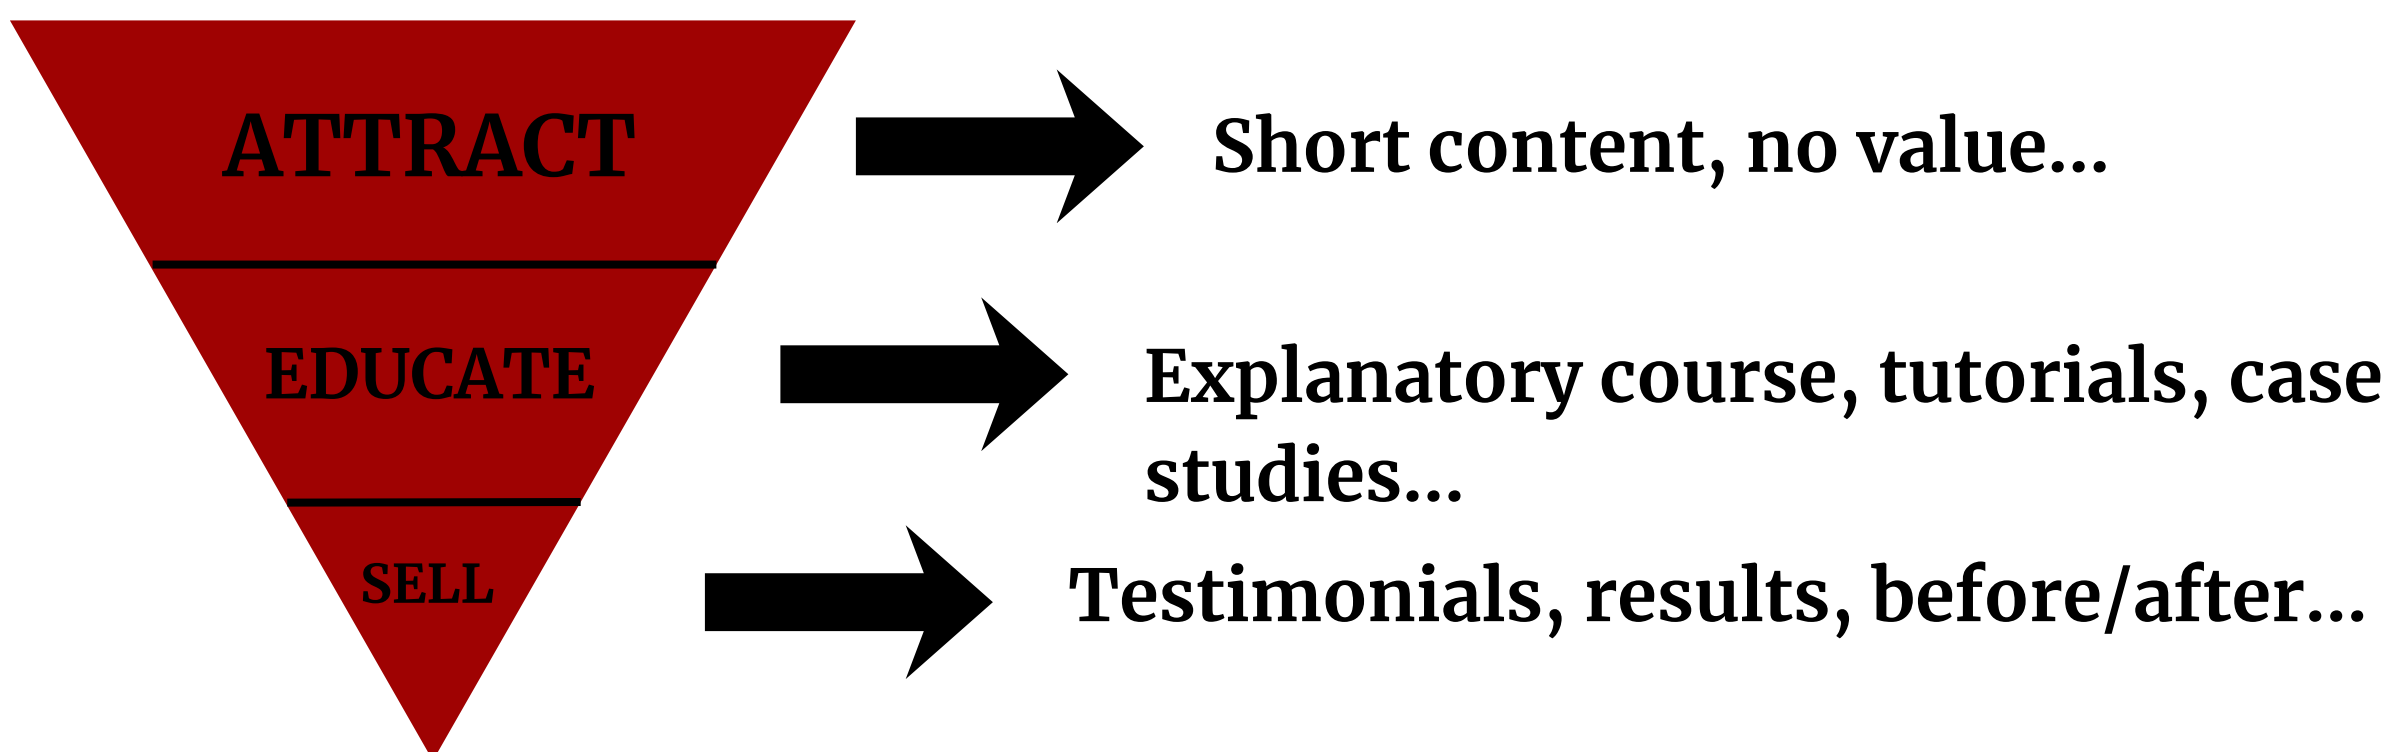 ATTRACT
Short content, no value...
EDUCATE
Explanatory course, tutorials, case
studies...
SELL
Testimonials, results, before/after...